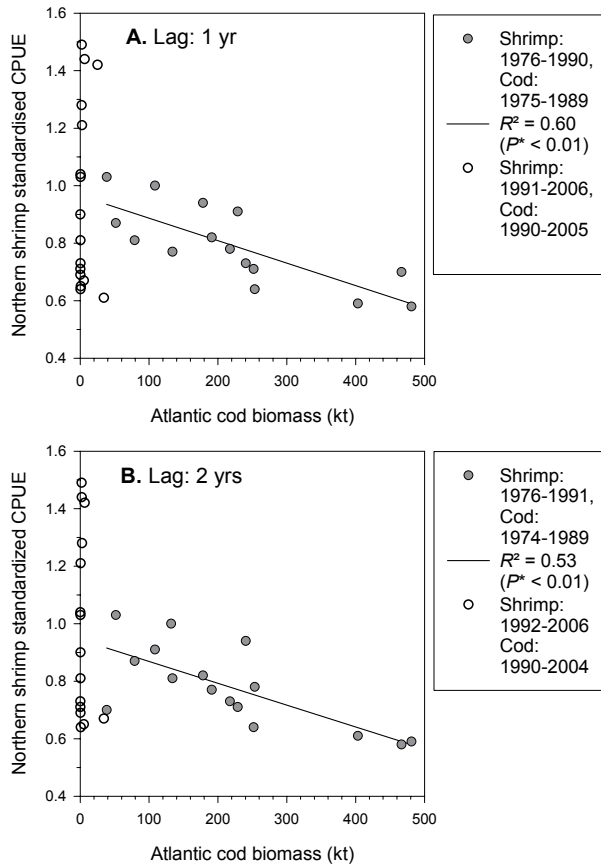 A. Lag: 1 yr
Northern shrimp standardised CPUE
1.6
1.4
1.2
1.0
0.8
0.6
0.4
0 100 200 300 400 500
Atlantic cod biomass (kt)
Shrimp:
1976-1990,
Cod:
1975-1989
R² = 0.60
(P* < 0.01)
Shrimp:
1991-2006,
Cod:
1990-2005
B. Lag: 2 yrs
Northern shrimp standardized CPUE
1.6
1.4
1.2
1.0
0.8
0.6
0.4
0 100 200 300 400 500
Atlantic cod biomass (kt)
Shrimp:
1976-1991,
Cod:
1974-1989
R² = 0.53
(P* < 0.01)
Shrimp:
1992-2006
Cod:
1990-2004